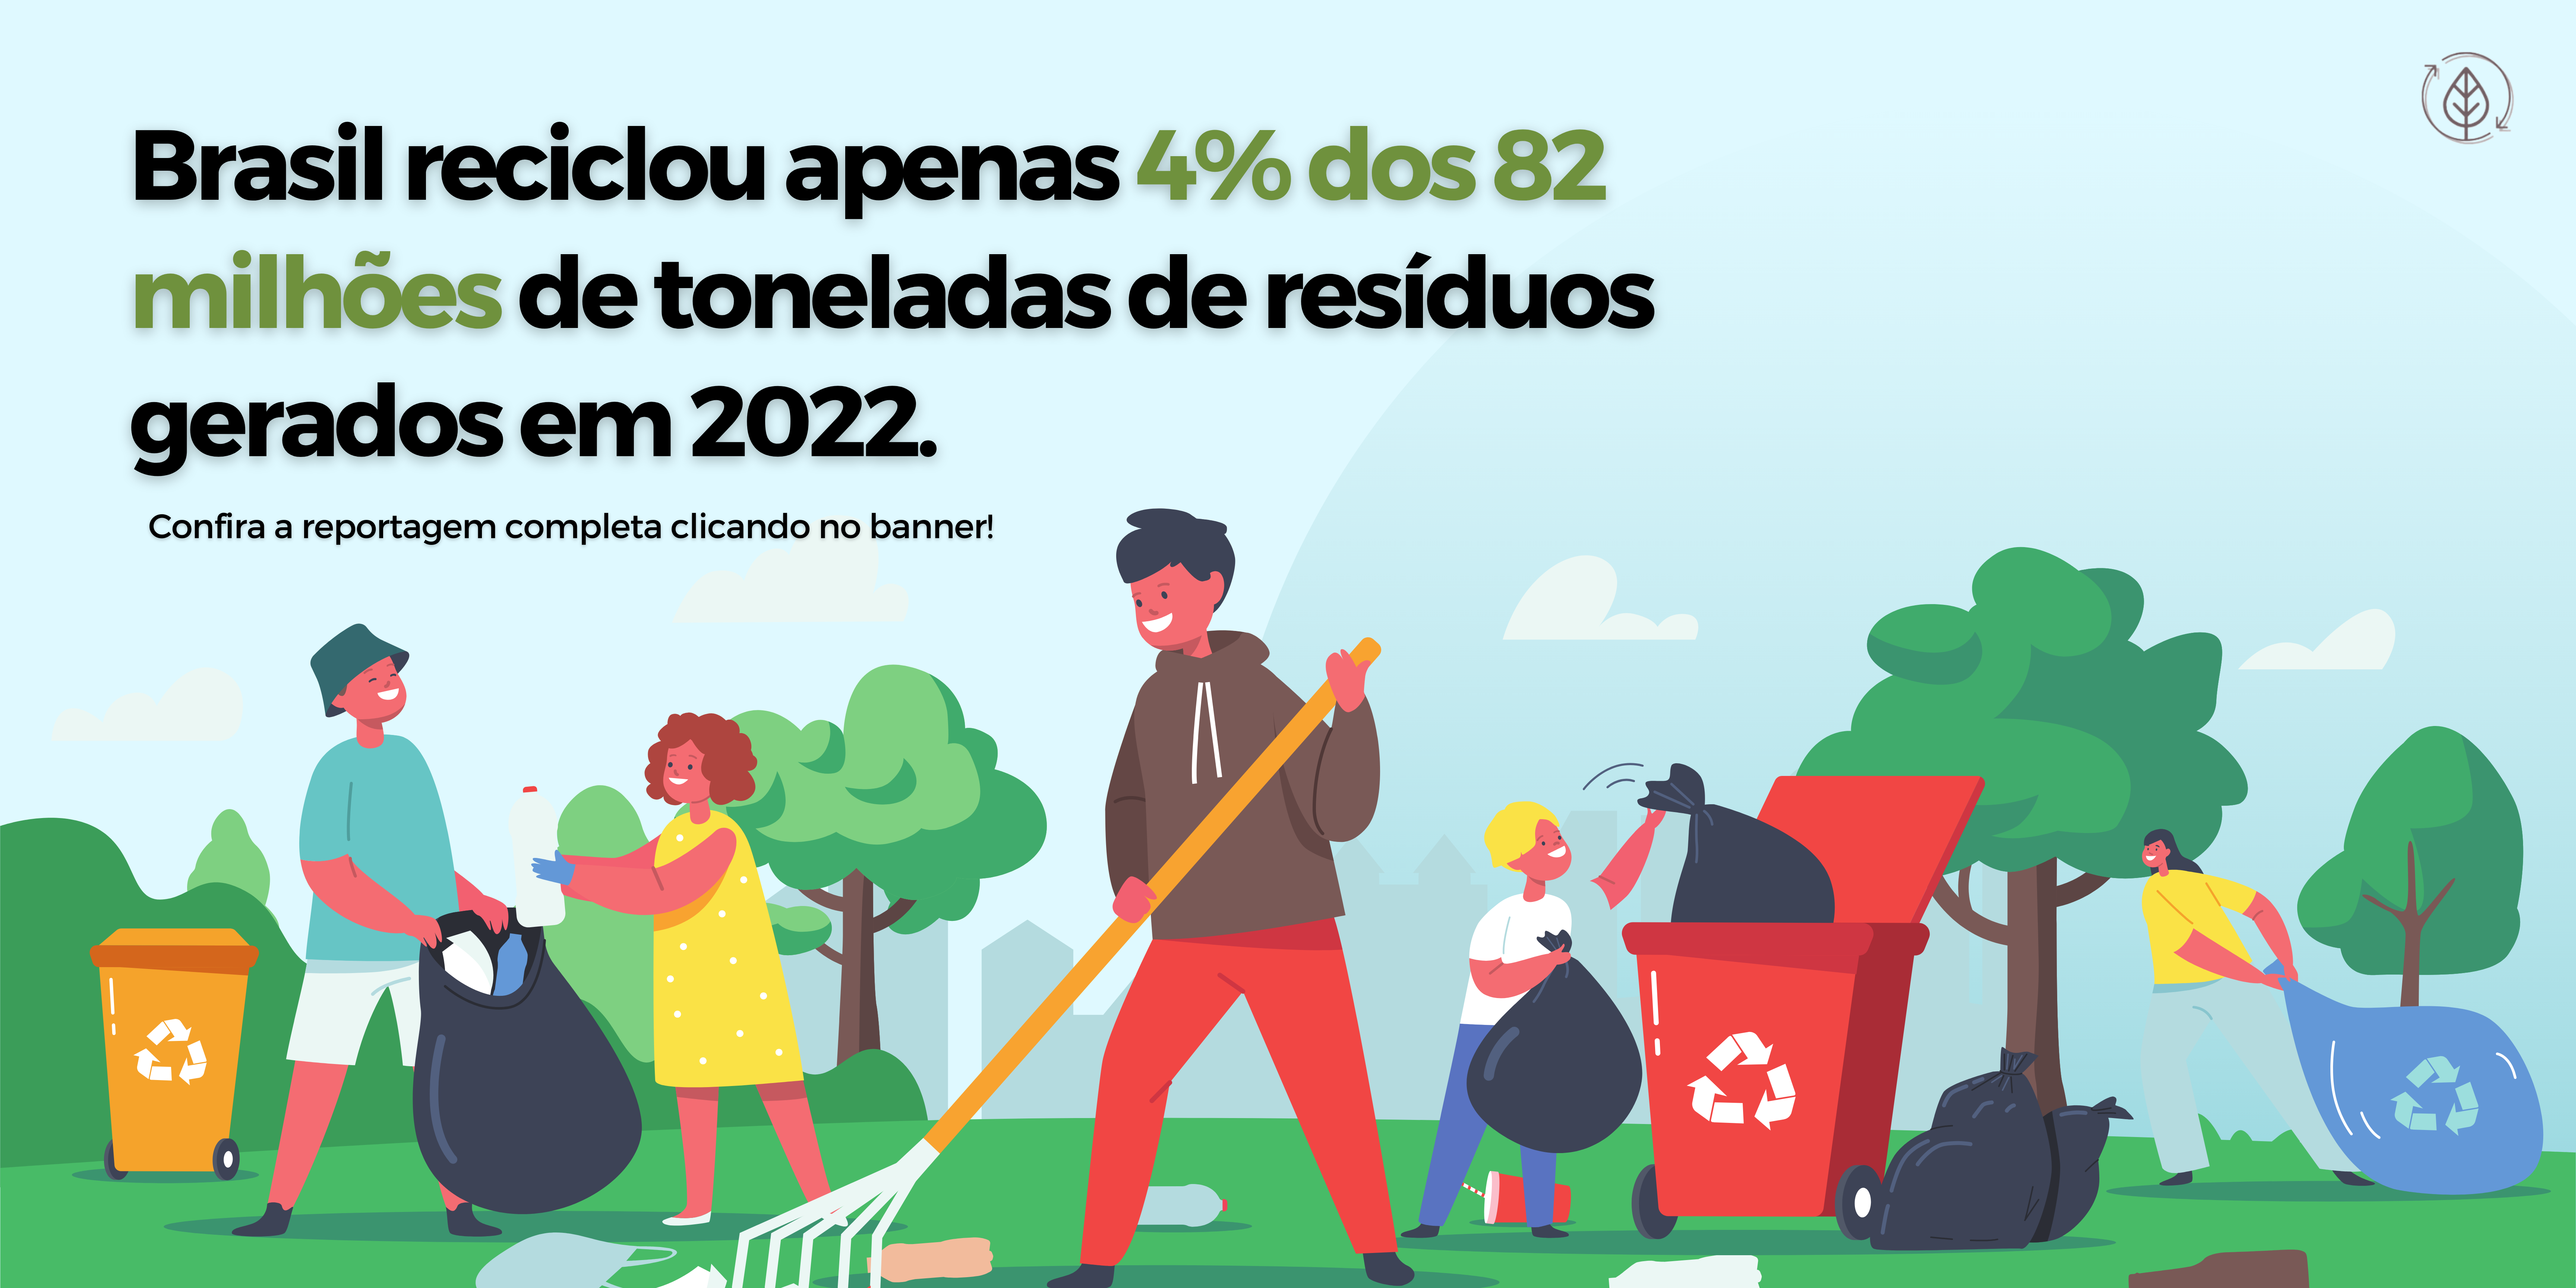 Brasil reciclou apenas 4% dos 82
milhões de toneladas de resíduos
gerados em 2022.
Confira a reportagem completa clicando no banner!